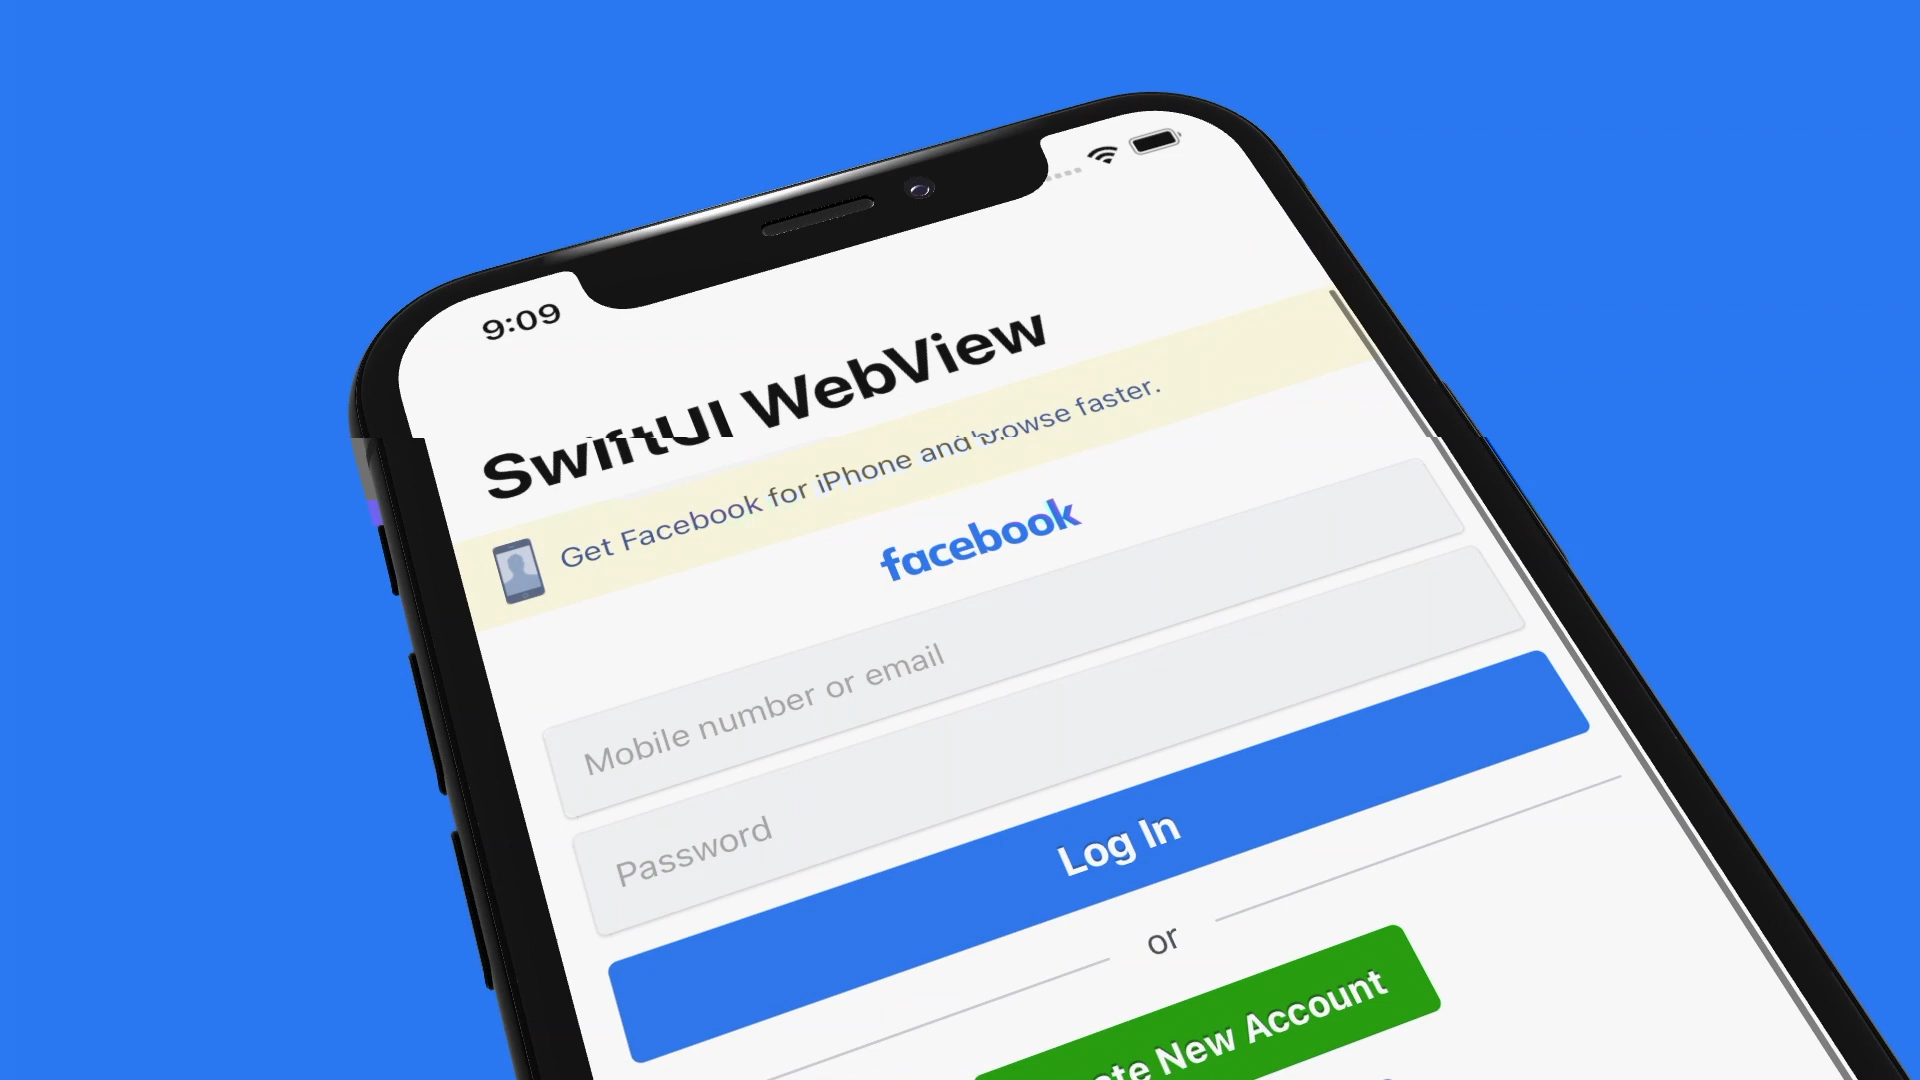 9:09
SwiftUI WebView
Get Facebook for iPhone and browse faster.
facebook
Mobile number or email
Password
Log In
or
New Account